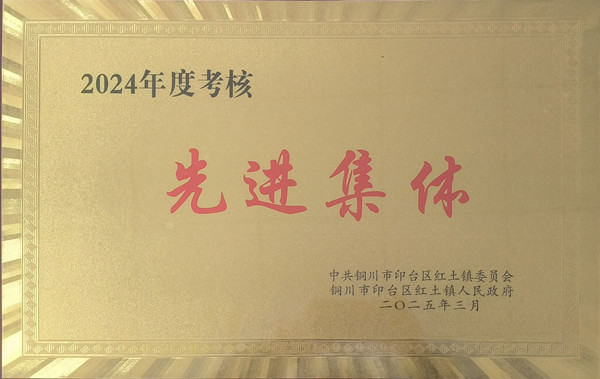 2024年度考核
先进集体
中共铜川市印台区红土镇委员会
铜川市印台区红土镇人民政府
二〇二五年三月